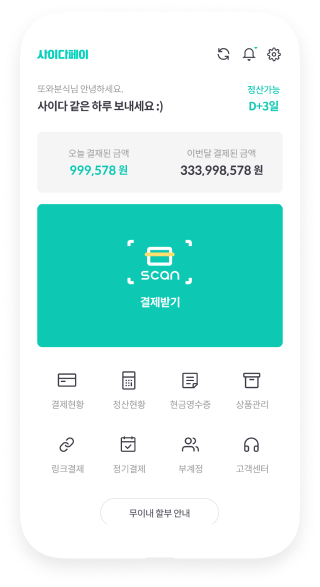 사이다페이
또와분식님 안녕하세요.
정산가능
사이다 같은 하루 보내세요 :)
D+3일
오늘 결제된 금액
이번달 결제된 금액
999,578 원
333,998,578 원
scan
결제받기
결제현황
정산현황
현금영수증
상품관리
링크결제
정기결제
부계정
고객센터
무이내 할부 안내